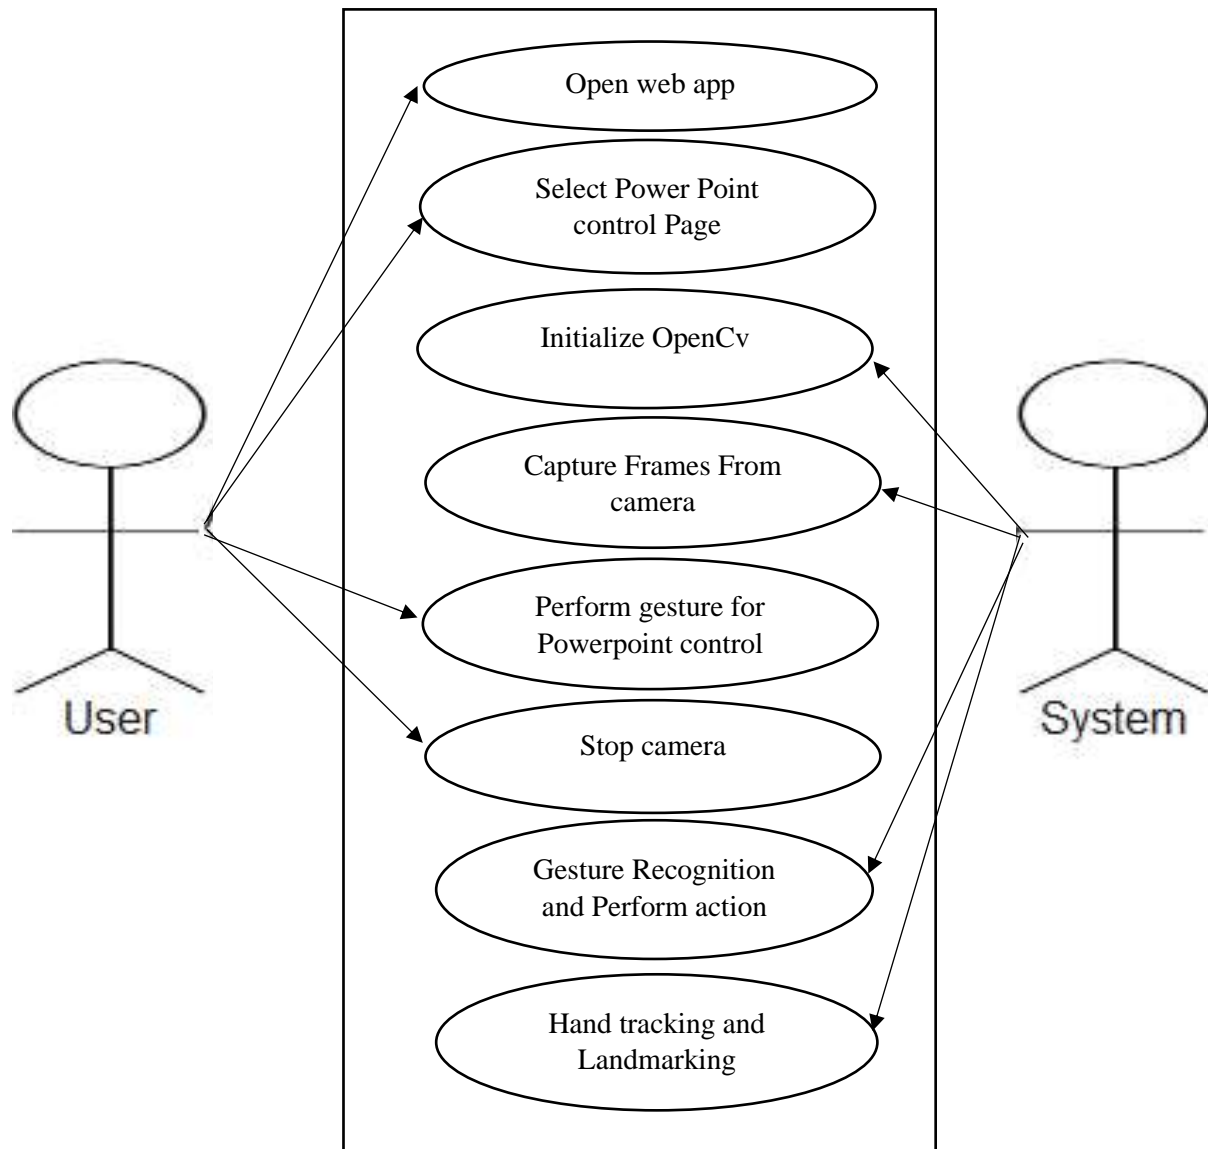 Open web app
Select Power Point
control Page
Initialize OpenCv
Capture Frames From
camera
Perform gesture for
Powerpoint control
User
System
Stop camera
Gesture Recognition
and Perform action
Hand tracking and
Landmarking